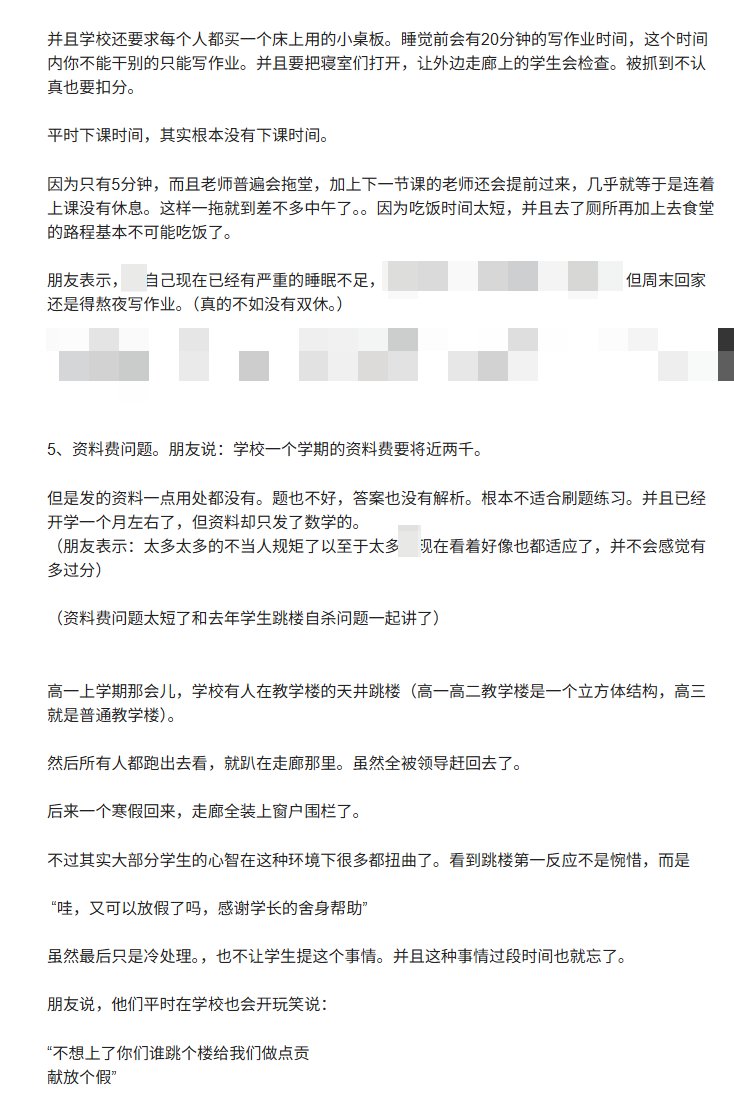 并且学校还要求每个人都买一个床上用的小桌板。睡觉前会有20分钟的写作业时间，这个时间
内你不能干别的只能写作业。并且要把寝室们打开，让外边走廊上的学生会检查。被抓到不认
真也要扣分。
平时下课时间，其实根本没有下课时间。
因为只有5分钟，而且老师普遍会拖堂，加上下一节课的老师还会提前过来，几乎就等于是连着
上课没有休息。这样一拖就到差不多中午了。。因为吃饭时间太短，并且去了厕所再加上去食堂
的路程基本不可能吃饭了。
朋友表示，自己现在已经有严重的睡眠不足，但周末回家
还是得熬夜写作业。（真的不如没有双休。）
5、资料费问题。朋友说：学校一个学期的资料费要将近两千。
但是发的资料一点用处都没有。题也不好，答案也没有解析。根本不适合刷题练习。并且已经
开学一个月左右了，但资料却只发了数学的。
（朋友表示：太多太多的不当人规矩了以至于太多现在看着好像也都适应了，并不会感觉有
多过分）
（资料费问题太短了和去年学生跳楼自杀问题一起讲了）
高一上学期那会儿，学校有人在教学楼的天井跳楼（高一高二教学楼是一个立方体结构，高三
就是普通教学楼）。
然后所有人都跑出去看，就趴在走廊那里。虽然全被领导赶回去了。
后来一个寒假回来，走廊全装上窗户围栏了。
不过其实大部分学生的心智在这种环境下很多都扭曲了。看到跳楼第一反应不是惋惜，而是
“哇，又可以放假了吗，感谢学长的舍身帮助”
虽然最后只是冷处理。，也不让学生提这个事情。并且这种事情过段时间也就忘了。
朋友说，他们平时在学校也会开玩笑说：
“不想上了你们谁跳个楼给我们做点贡
献放个假”